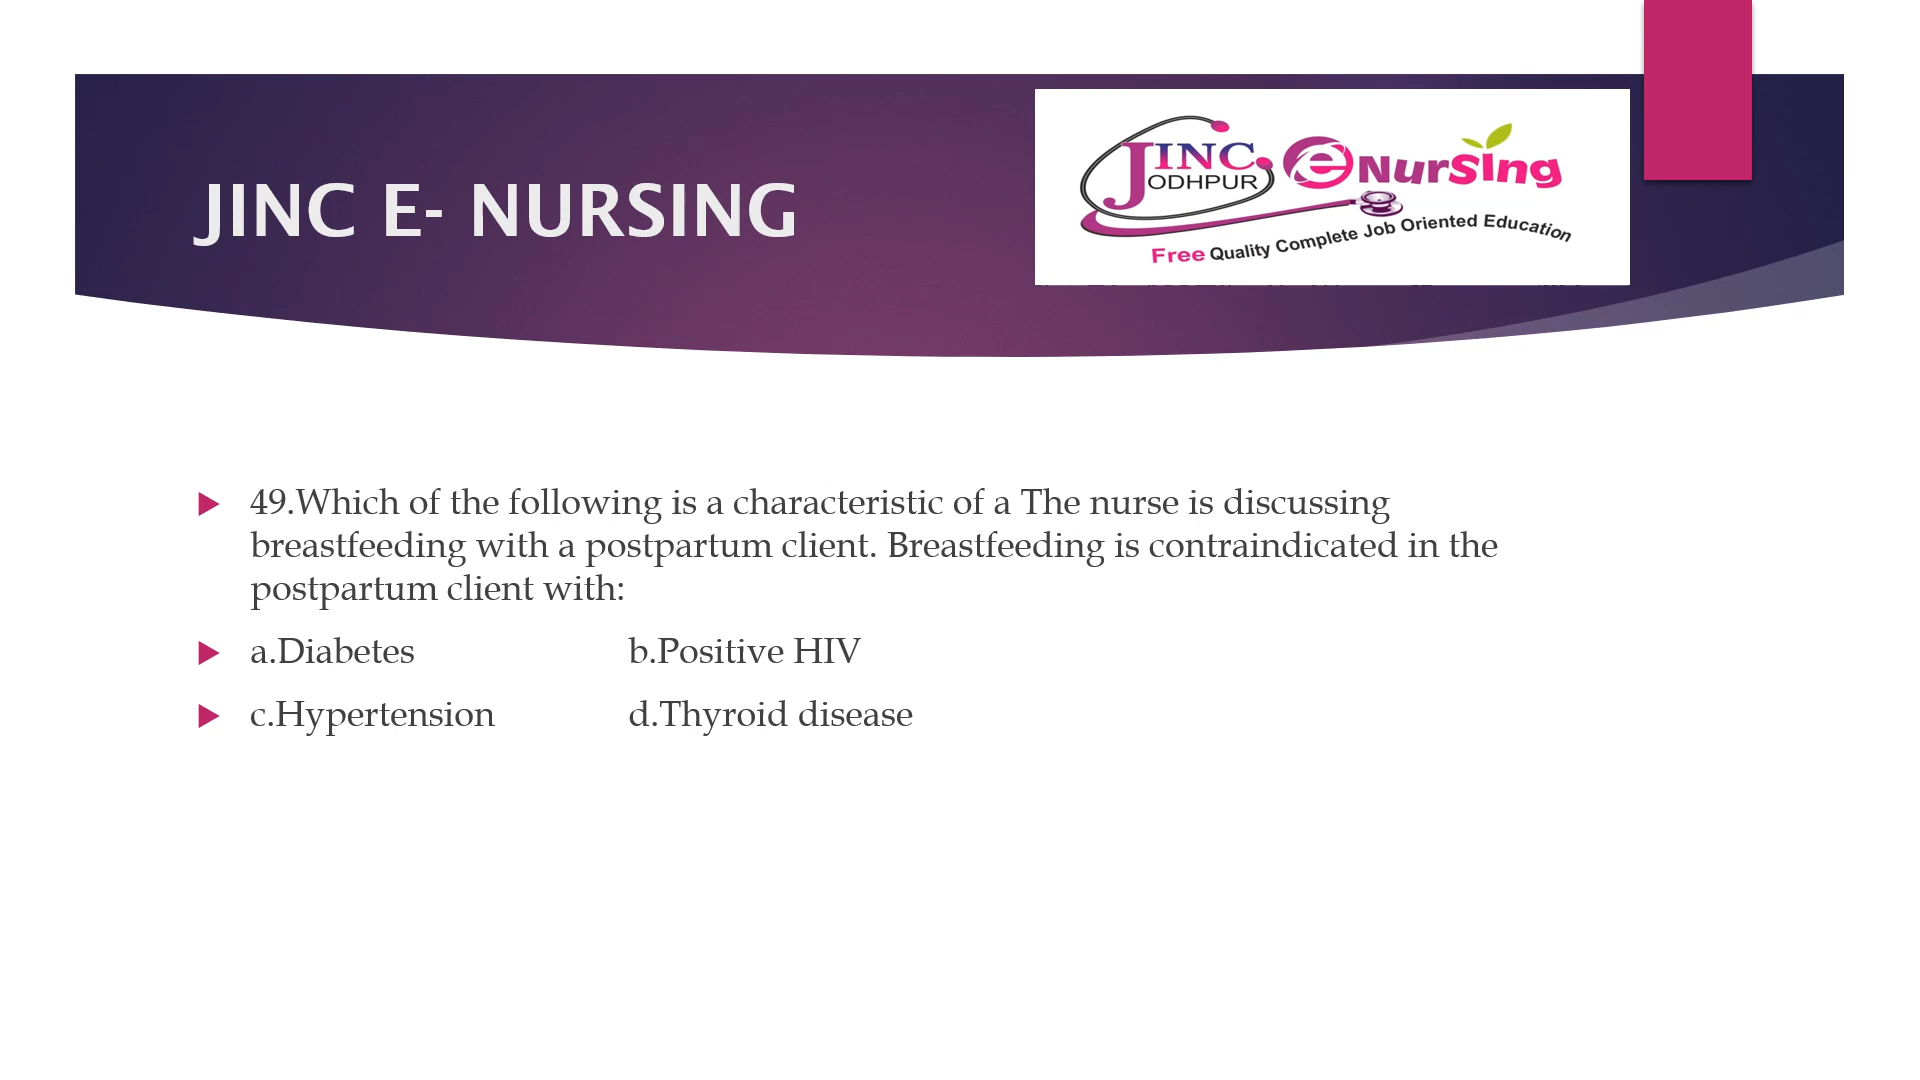 JINC E- NURSING
JINC
ODHPUR
eNursing
Free Quality Complete Job Oriented Education
49.Which of the following is a characteristic of a The nurse is discussing
breastfeeding with a postpartum client. Breastfeeding is contraindicated in the
postpartum client with:
a.Diabetes b.Positive HIV
c.Hypertension d.Thyroid disease